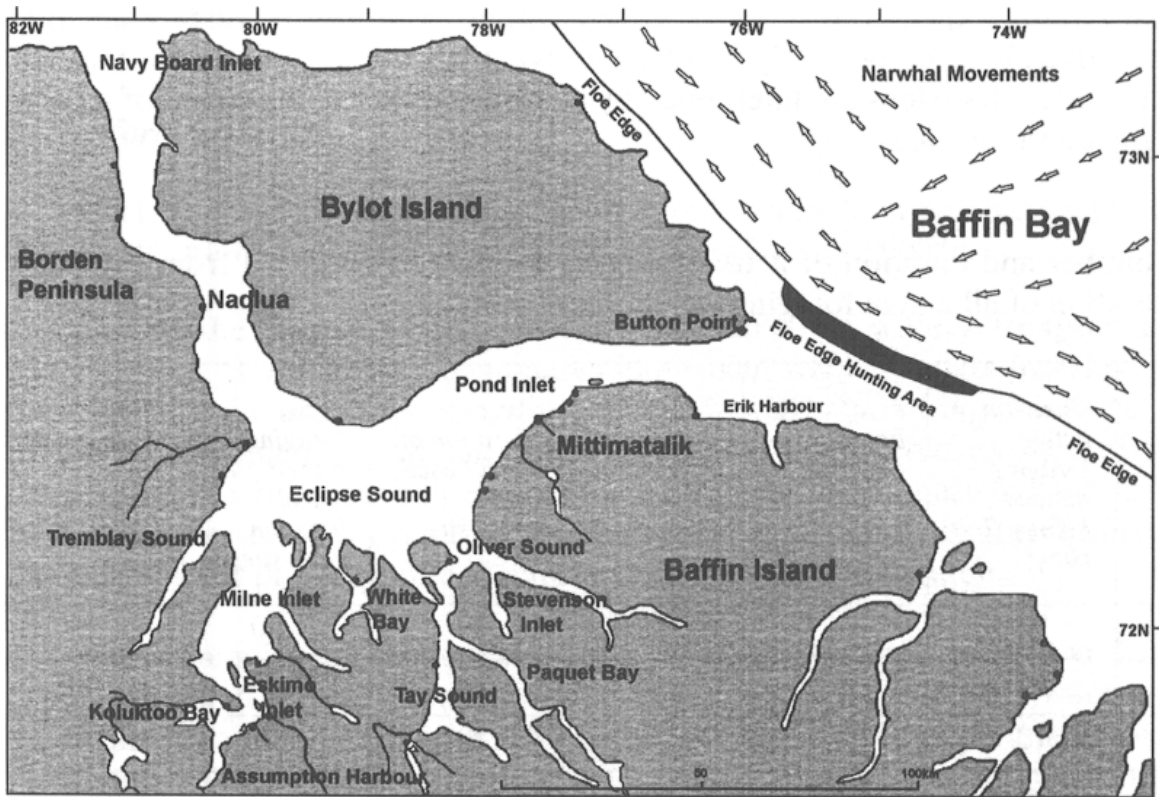 82W
80W
78W
76W
74W
Navy Board Inlet
Narwhal Movements
Floe Edge
73N
Bylot Island
Baffin Bay
Borden
Peninsula
Nadlua
Button Point
Floe Edge Hunting Area
Pond Inlet
Erik Harbour
Mittimatalik
Floe Edge
Eclipse Sound
Tremblay Sound
Oliver Sound
Baffin Island
Milne Inlet
White
Bay
Stevenson
Inlet
72N
Paquet Bay
Eskimo
Inlet
Tay Sound
Koluktoo Bay
Assumption Harbour
50
100km